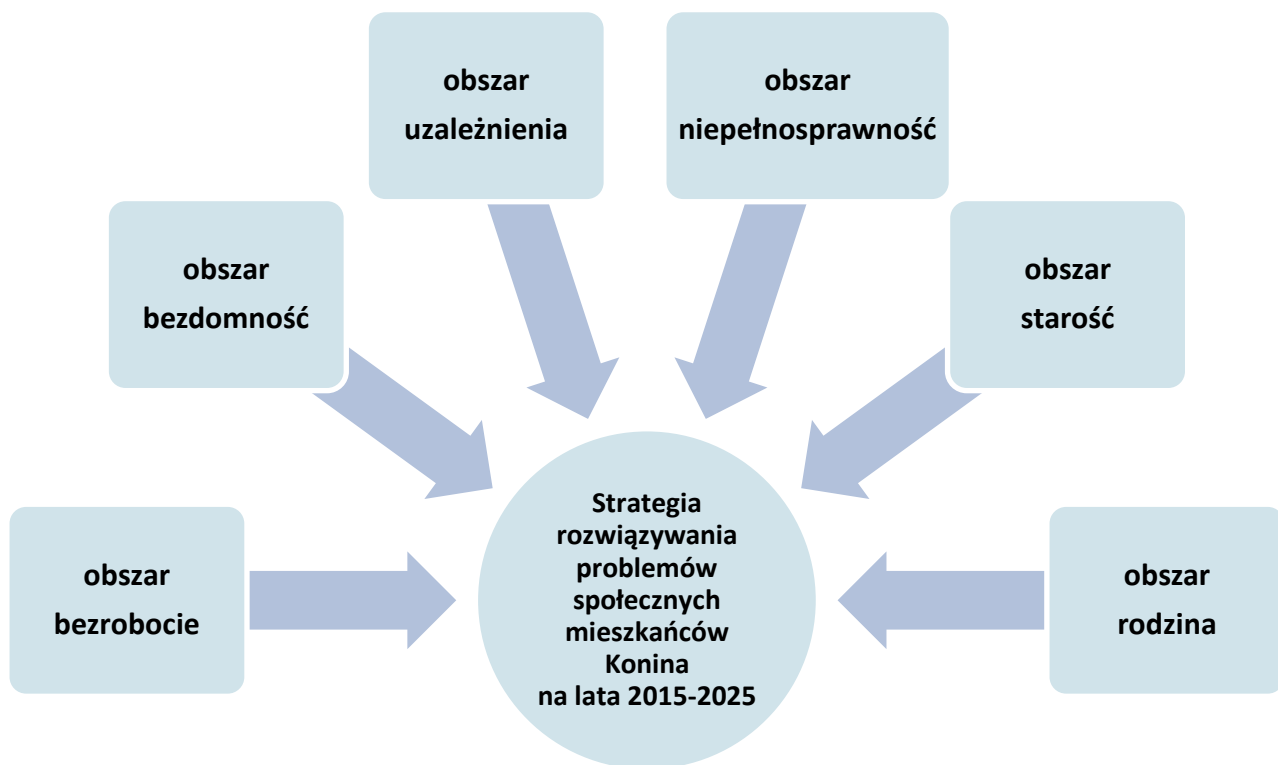 obszar
uzależnienia
obszar
niepełnosprawność
obszar
bezdomność
obszar
starość
obszar
bezrobocie
Strategia
rozwiązywania
problemów
społecznych
mieszkańców
Konina
na lata 2015-2025
obszar
rodzina